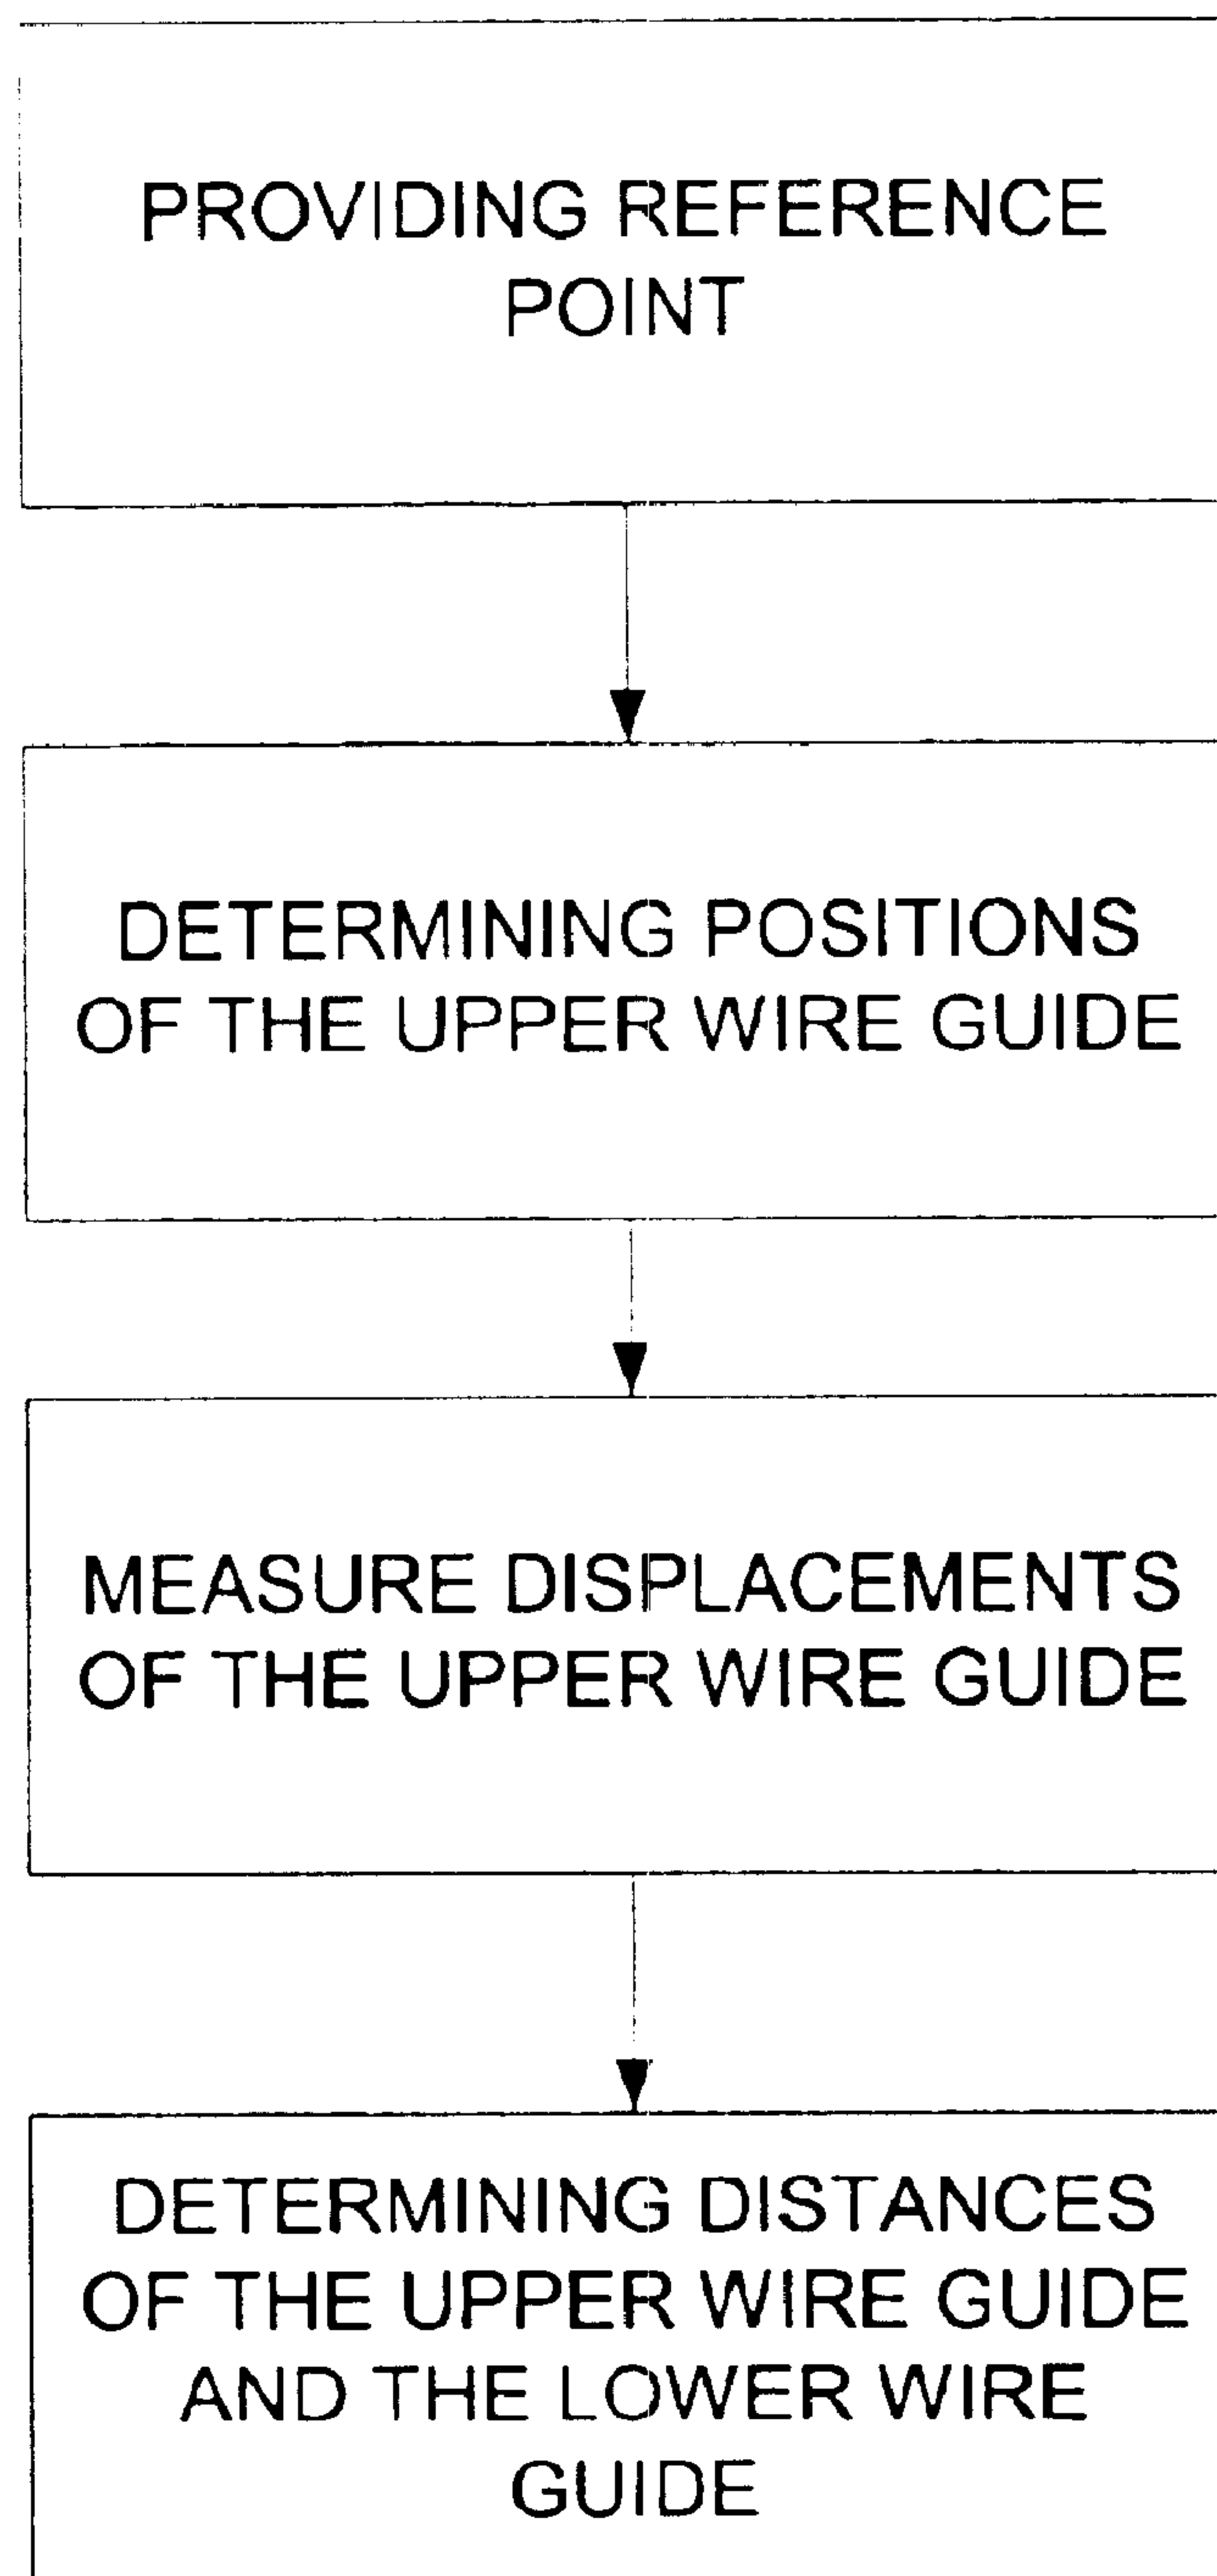 PROVIDING REFERENCE
POINT
DETERMINING POSITIONS
OF THE UPPER WIRE GUIDE
MEASURE DISPLACEMENTS
OF THE UPPER WIRE GUIDE
DETERMINING DISTANCES
OF THE UPPER WIRE GUIDE
AND THE LOWER WIRE
GUIDE